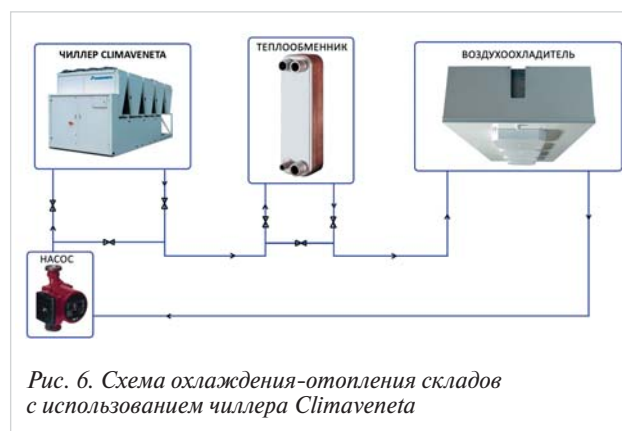 ЧИЛЛЕР CLIMAVENETA
ТЕПЛООБМЕННИК
ВОЗДУХООХЛАДИТЕЛЬ
НАСОС
Рис. 6. Схема охлаждения-отопления складов
с использованием чиллера Climaveneta